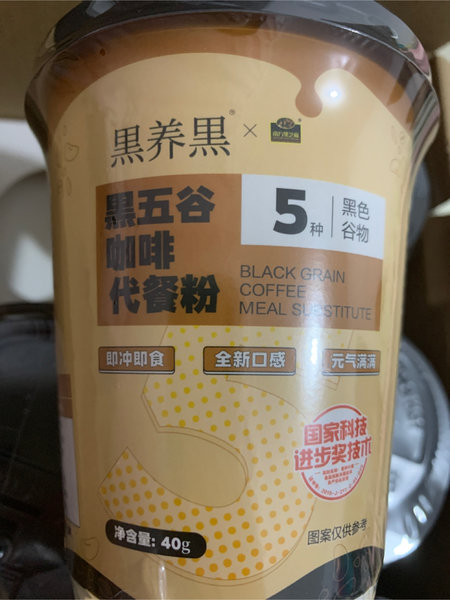 黒养黒®
×
黑五谷
咖啡
代餐粉
5种
黑色
谷物
BLACK GRAIN
COFFEE
MEAL SUBSTITUTE
即冲即食
全新口感
元气满满
国家科技
进步奖技术
净含量: 40g
图案仅供参考